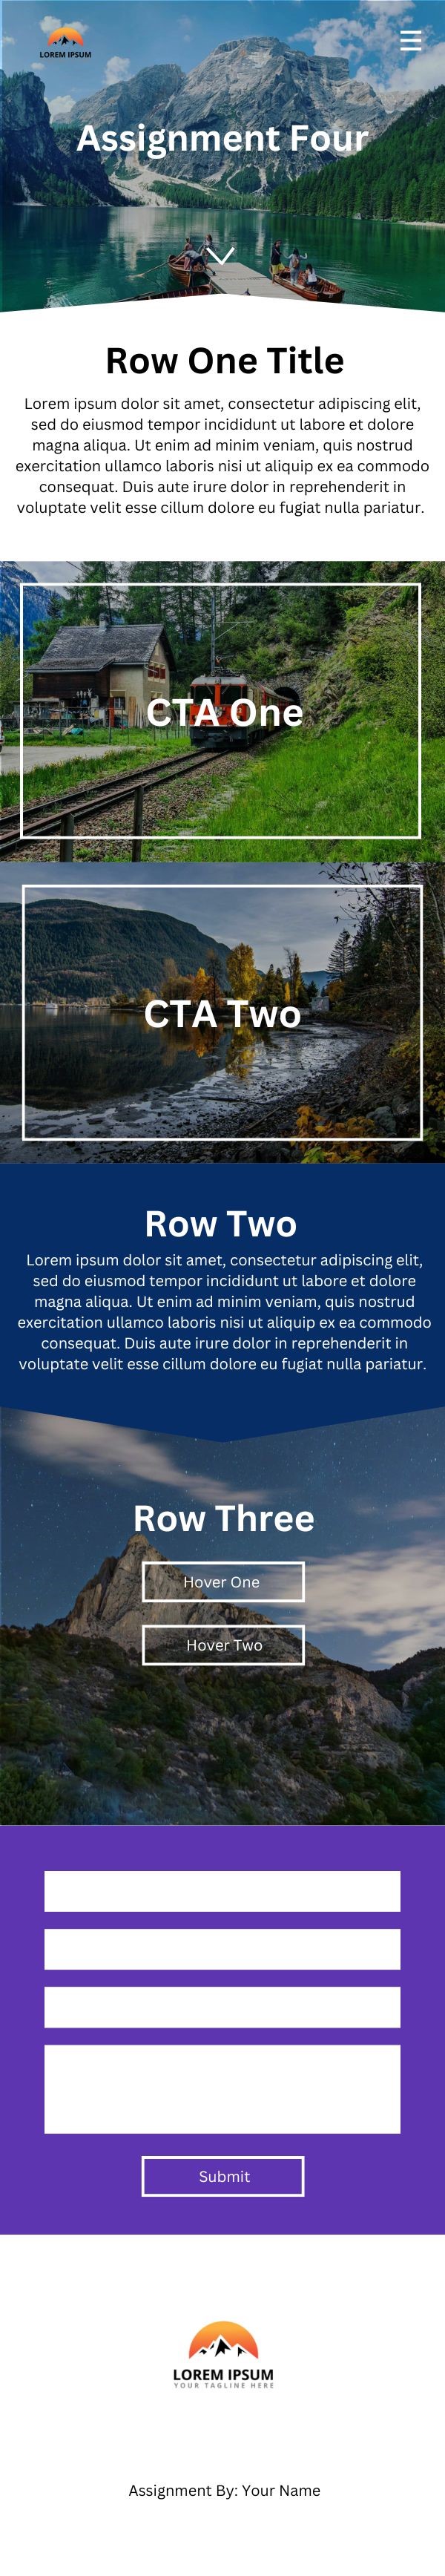 LOREM IPSUM
Assignment Four
Row One Title
Lorem ipsum dolor sit amet, consectetur adipiscing elit,
sed do eiusmod tempor incididunt ut labore et dolore
magna aliqua. Ut enim ad minim veniam, quis nostrud
exercitation ullamco laboris nisi ut aliquip ex ea commodo
consequat. Duis aute irure dolor in reprehenderit in
voluptate velit esse cillum dolore eu fugiat nulla pariatur.
CTA One
CTA Two
Row Two
Lorem ipsum dolor sit amet, consectetur adipiscing elit,
sed do eiusmod tempor incididunt ut labore et dolore
magna aliqua. Ut enim ad minim veniam, quis nostrud
exercitation ullamco laboris nisi ut aliquip ex ea commodo
consequat. Duis aute irure dolor in reprehenderit in
voluptate velit esse cillum dolore eu fugiat nulla pariatur.
Row Three
Hover One
Hover Two
Submit
LOREM IPSUM
YOUR TAGLINE HERE
Assignment By: Your Name